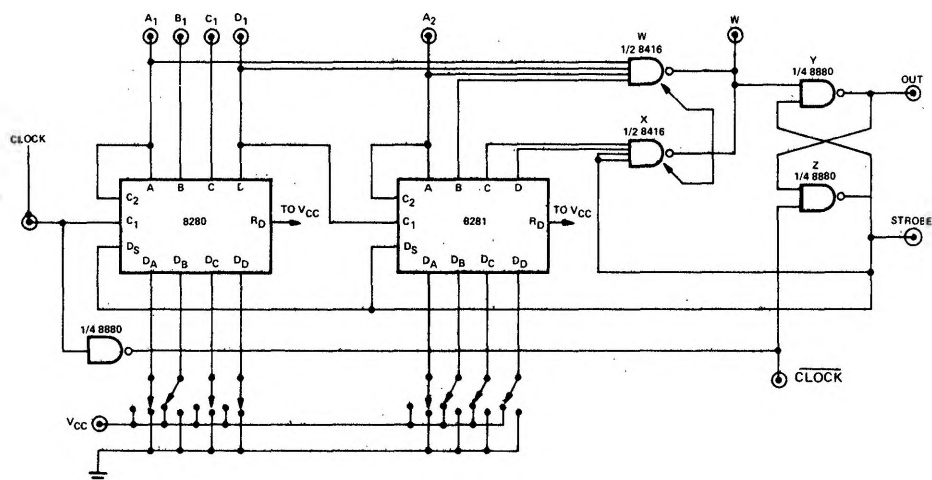 A1 B1 C1 D1 A2 W
W
1/2 8416
Y
1/4 8880
OUT
CLOCK
X
1/2 8416
Z
1/4 8880
A B C D
C2
C1
8280
RD
TO VCC
DS
DA DB DC DD
A B C D
C2
C1
8281
RD
TO VCC
DS
DA DB DC DD
STROBE
1/4 8880
CLOCK
VCC